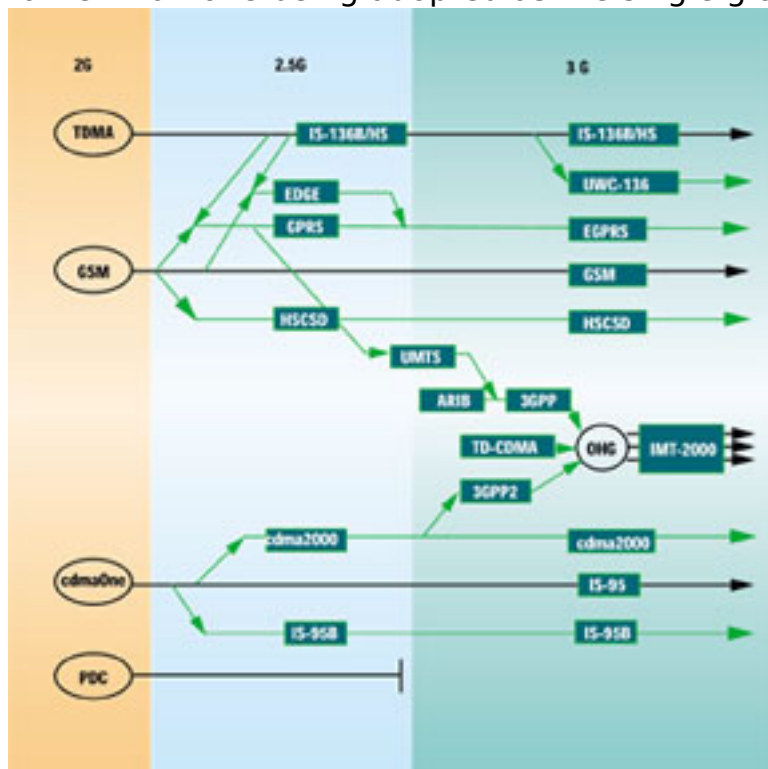 2G 2.5G 3 G
TDMA IS-136B/HS IS-136B/HS
UWC-136
EDGE
GPRS EGPRS
GSM GSM
HSCSD HSCSD
UMTS
ARIB 3GPP
TD-CDMA OHG IMT-2000
3GPP2
cdma2000 cdma2000
cdmaOne IS-95
IS-95B IS-95B
PDC